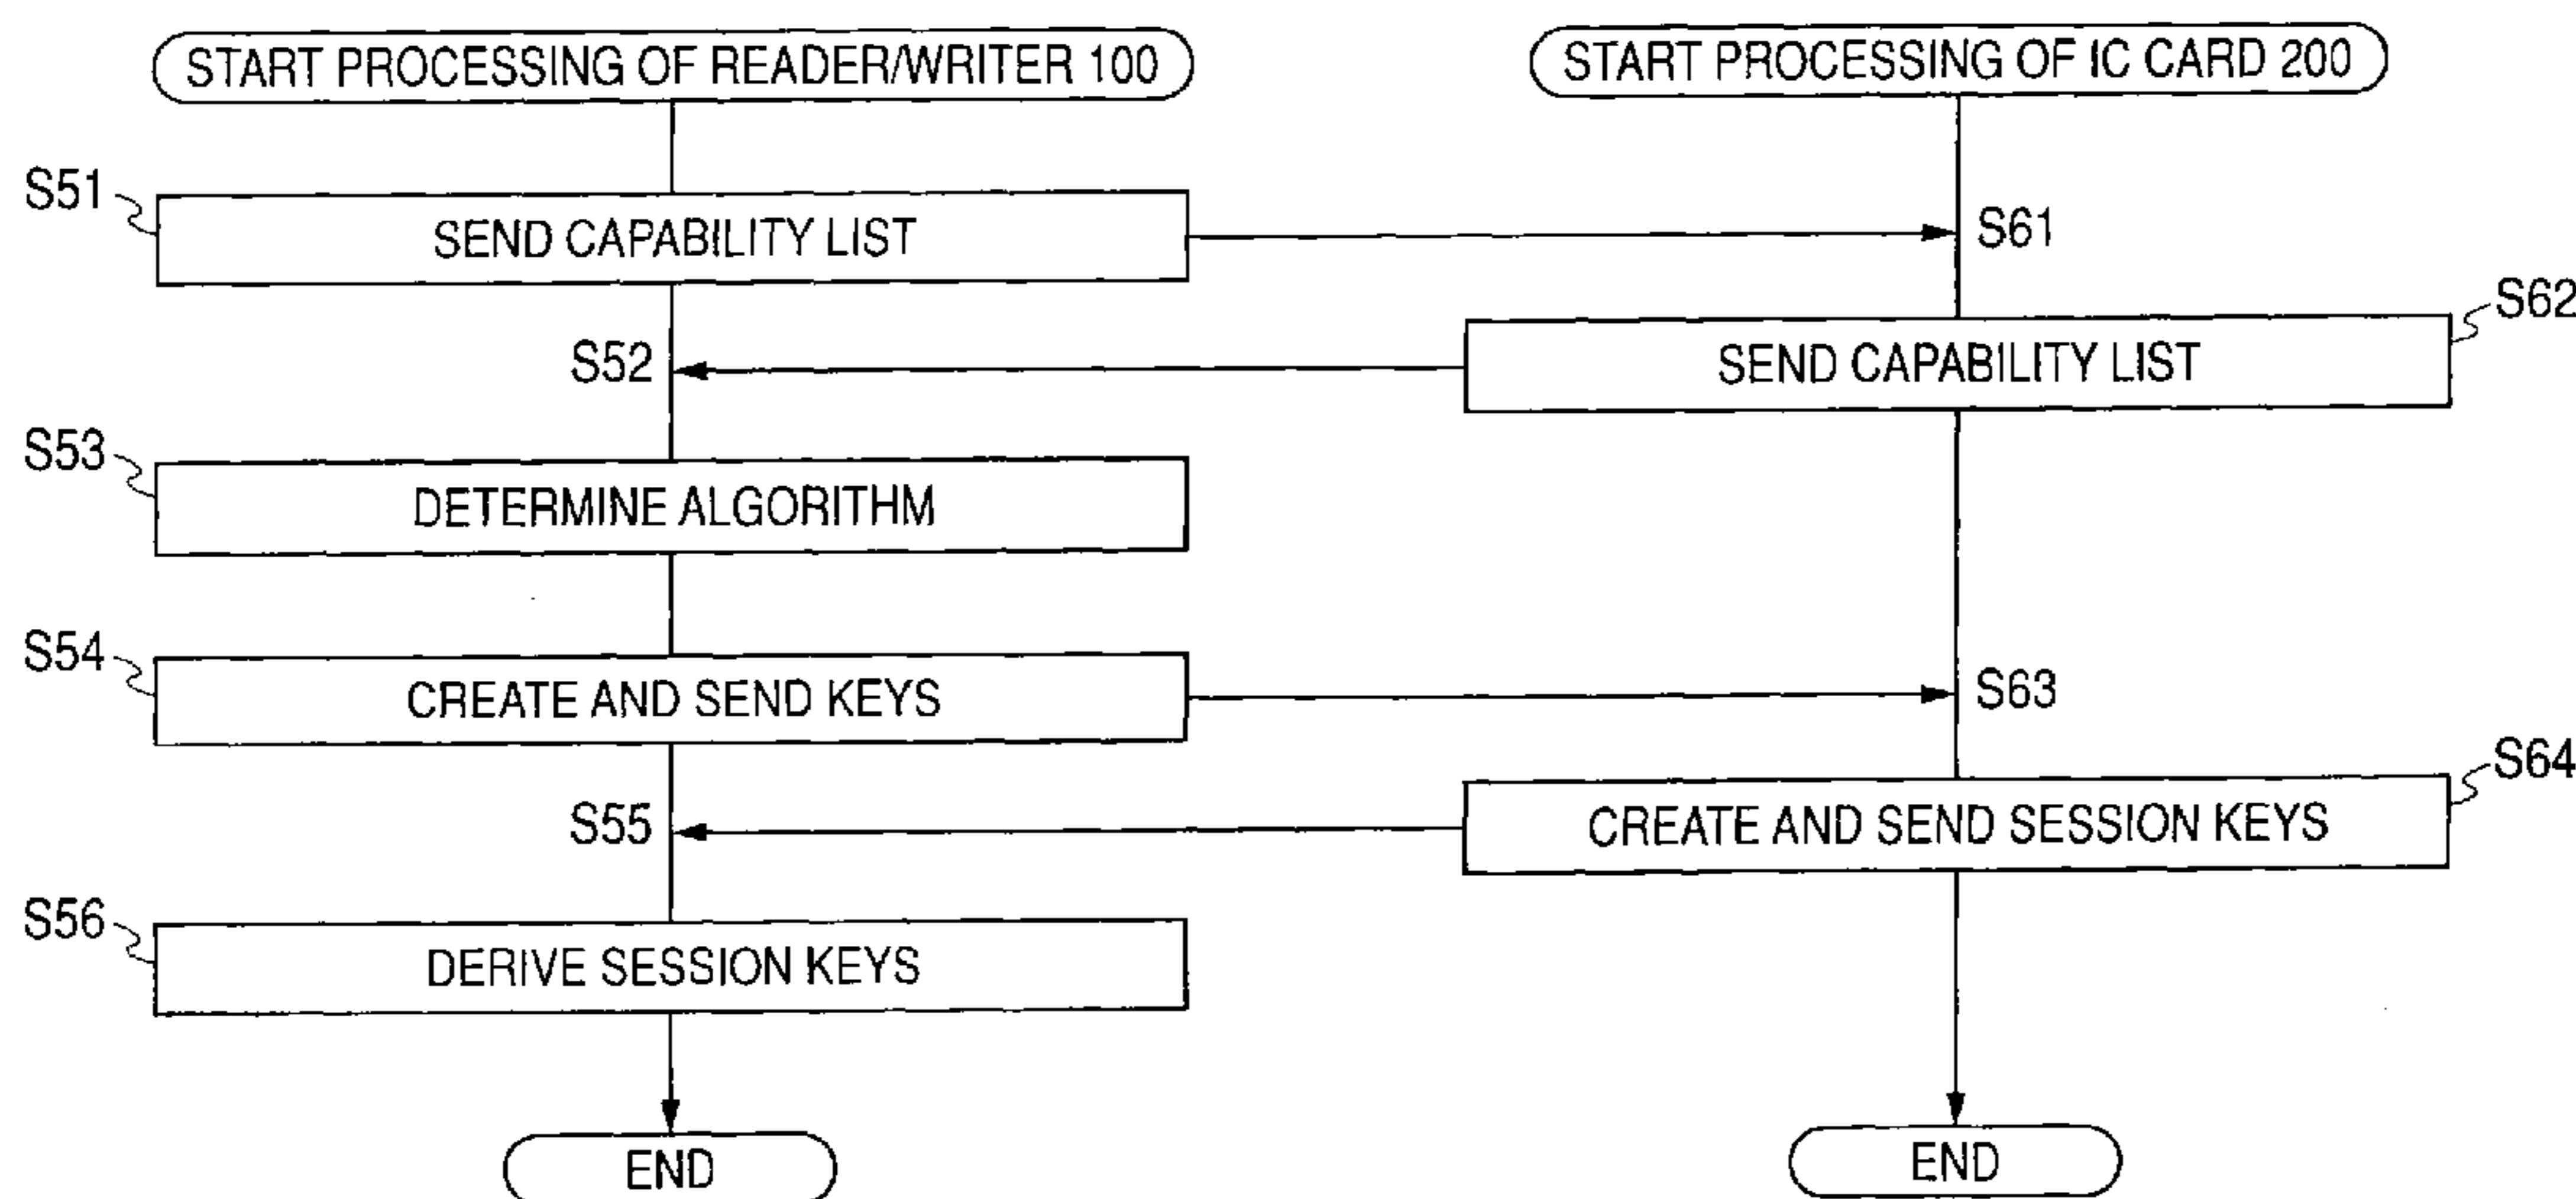 START PROCESSING OF READER/WRITER 100
START PROCESSING OF IC CARD 200
S51
SEND CAPABILITY LIST
S61
S62
S52
SEND CAPABILITY LIST
S53
DETERMINE ALGORITHM
S54
CREATE AND SEND KEYS
S63
S64
S55
CREATE AND SEND SESSION KEYS
S56
DERIVE SESSION KEYS
END
END